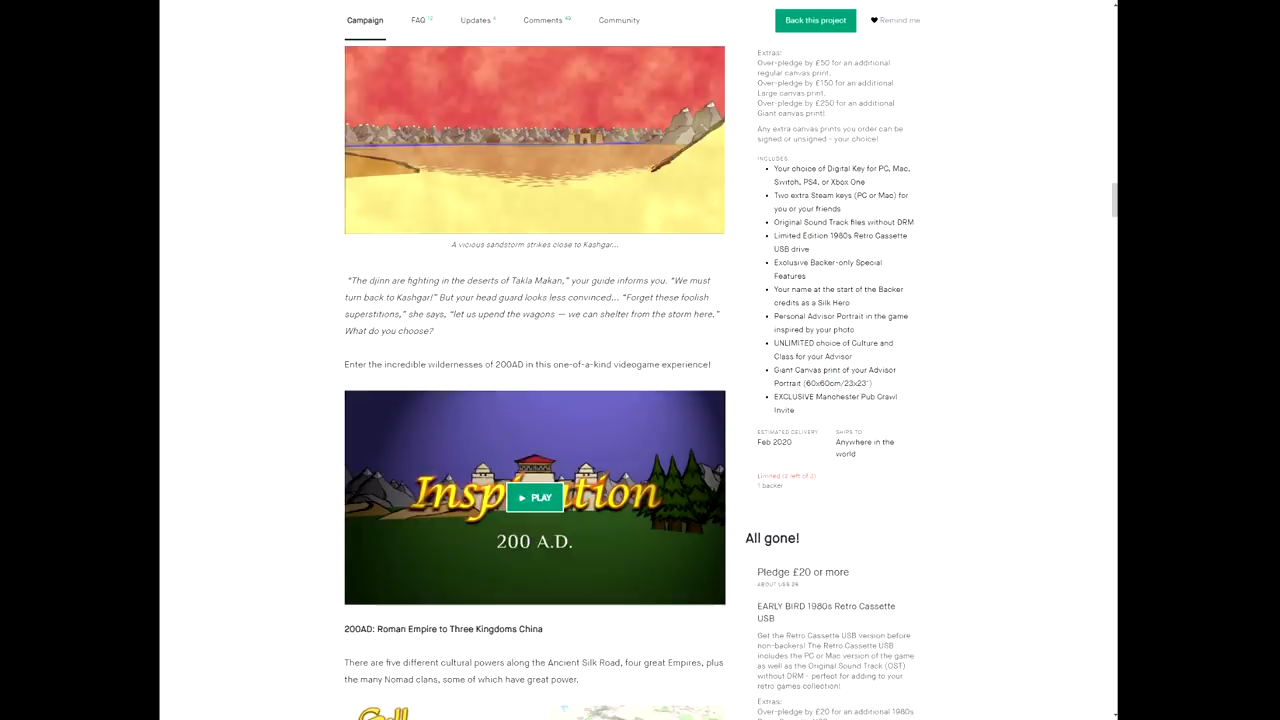 Campaign
FAQ 12
Updates 4
Comments 45
Community
Back this project
Remind me
A vicious sandstorm strikes close to Kashgar...
“The djinn are fighting in the deserts of Takla Makan,” your guide informs you. “We must
turn back to Kashgar!” But your head guard looks less convinced... “Forget these foolish
superstitions,” she says, “let us upend the wagons — we can shelter from the storm here.”
What do you choose?
Enter the incredible wildernesses of 200AD in this one-of-a-kind videogame experience!
PLAY
200 A.D.
200AD: Roman Empire to Three Kingdoms China
There are five different cultural powers along the Ancient Silk Road, four great Empires, plus
the many Nomad clans, some of which have great power.
Extras:
Over-pledge by £50 for an additional
regular canvas print.
Over-pledge by £150 for an additional
Large canvas print.
Over-pledge by £250 for an additional
Giant canvas print!
Any extra canvas prints you order can be
signed or unsigned - your choice!
INCLUDES:
Your choice of Digital Key for PC, Mac,
Switch, PS4, or Xbox One
Two extra Steam keys (PC or Mac) for
you or your friends
Original Sound Track files without DRM
Limited Edition 1980s Retro Cassette
USB drive
Exclusive Backer-only Special
Features
Your name at the start of the Backer
credits as a Silk Hero
Personal Advisor Portrait in the game
inspired by your photo
UNLIMITED choice of Culture and
Class for your Advisor
Giant Canvas print of your Advisor
Portrait (60x60cm/23x23")
EXCLUSIVE Manchester Pub Crawl
Invite
ESTIMATED DELIVERY
Feb 2020
SHIPS TO
Anywhere in the
world
Limited (2 left of 3)
1 backer
All gone!
Pledge £20 or more
ABOUT US$ 26
EARLY BIRD 1980s Retro Cassette
USB
Get the Retro Cassette USB version before
non-backers! The Retro Cassette USB
includes the PC or Mac version of the game
as well as the Original Sound Track (OST)
without DRM - perfect for adding to your
retro games collection!
Extras:
Over-pledge by £20 for an additional 1980s